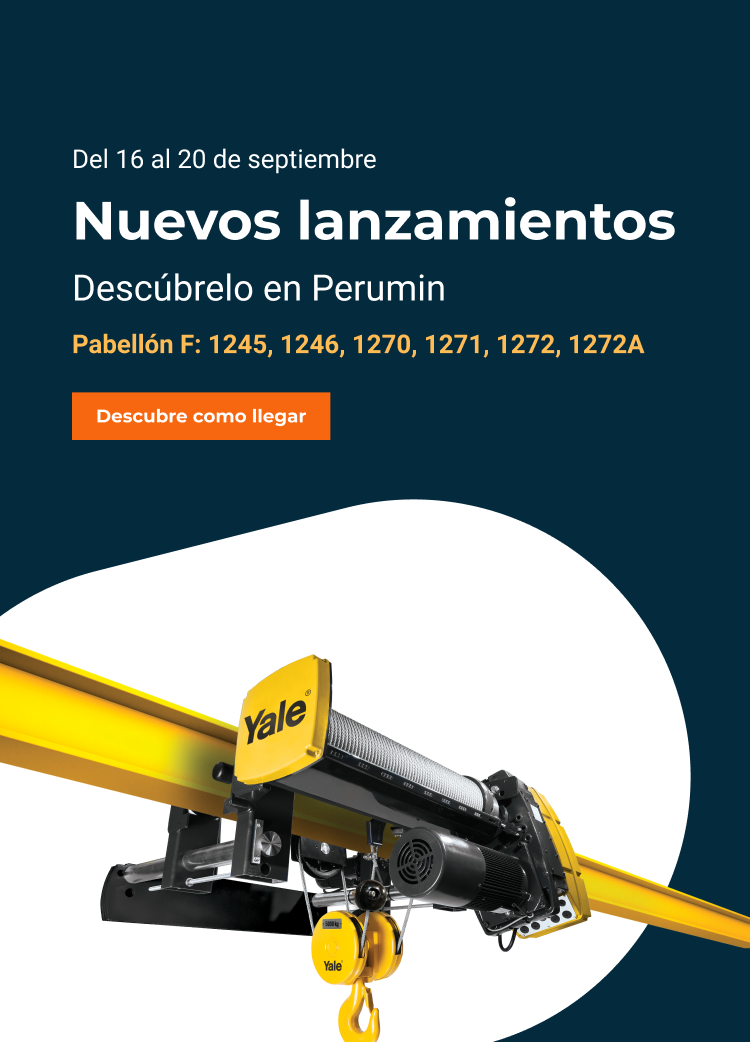 Del 16 al 20 de septiembre
Nuevos lanzamientos
Descúbrelo en Perumin
Pabellón F: 1245, 1246, 1270, 1271, 1272, 1272A
Descubre como llegar
Yale®
Yale